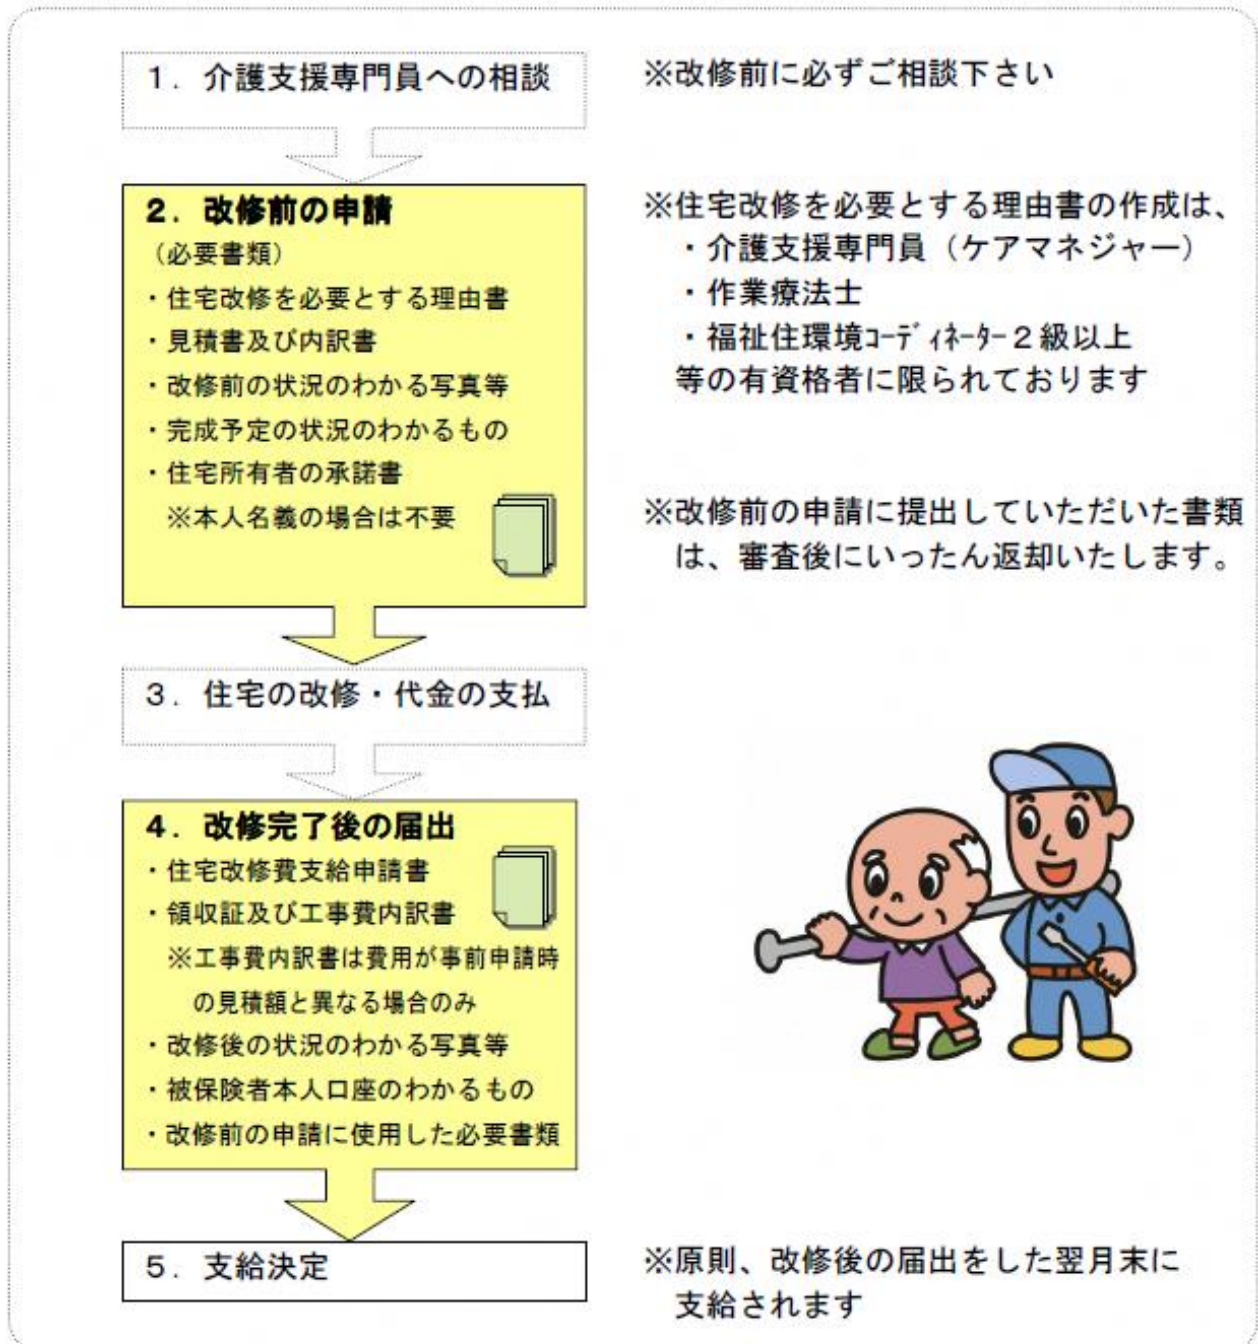 １．介護支援専門員への相談
※改修前に必ずご相談下さい
２．改修前の申請
（必要書類）
・住宅改修を必要とする理由書
・見積書及び内訳書
・改修前の状況のわかる写真等
・完成予定の状況のわかるもの
・住宅所有者の承諾書
※本人名義の場合は不要
※住宅改修を必要とする理由書の作成は、
・介護支援専門員（ケアマネジャー）
・作業療法士
・福祉住環境ｺｰﾃﾞｨﾈｰﾀｰ２級以上
等の有資格者に限られております
※改修前の申請に提出していただいた書類
は、審査後にいったん返却いたします。
３．住宅の改修・代金の支払
４．改修完了後の届出
・住宅改修費支給申請書
・領収証及び工事費内訳書
※工事費内訳書は費用が事前申請時
の見積額と異なる場合のみ
・改修後の状況のわかる写真等
・被保険者本人口座のわかるもの
・改修前の申請に使用した必要書類
５．支給決定
※原則、改修後の届出をした翌月末に
支給されます